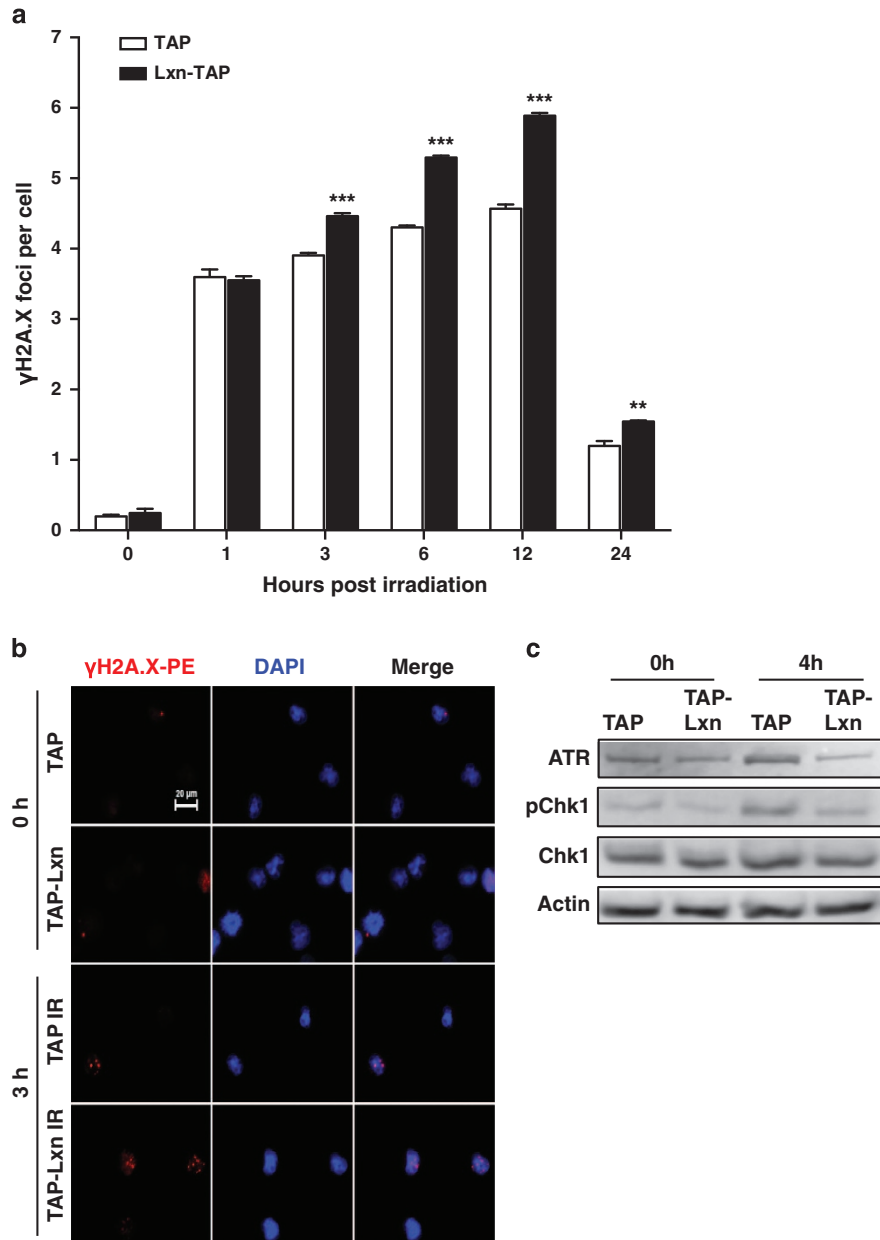 a
TAP
Lxn-TAP
7
6
5
4
3
2
1
0
γH2A.X foci per cell
***
***
***
**
0 1 3 6 12 24
Hours post irradiation
b
γH2A.X-PE DAPI Merge
0 h
TAP
20 µm
TAP-Lxn
3 h
TAP IR
TAP-Lxn IR
c
0h 4h
TAP TAP-Lxn TAP TAP-Lxn
ATR
pChk1
Chk1
Actin